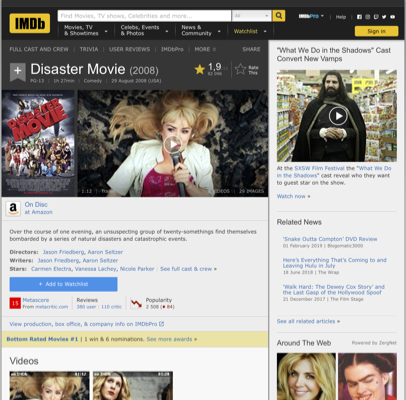 IMDb
Find Movies, TV shows, Celebrities and more...
All
IMDbPro
Help
Movies, TV & Showtimes
Celebs, Events & Photos
News & Community
Watchlist
Sign in
FULL CAST AND CREW | TRIVIA | USER REVIEWS | IMDbPro | MORE
SHARE
Disaster Movie (2008)
1,9
Rate This
PG-13 | 1h 27min | Comedy | 29 August 2008 (USA)
DISASTER MOVIE
1:12 | Trailer
VIDEOS
25 IMAGES
On Disc
at Amazon
Over the course of one evening, an unsuspecting group of twenty-somethings find themselves
bombarded by a series of natural disasters and catastrophic events.
Directors: Jason Friedberg, Aaron Seltzer
Writers: Jason Friedberg, Aaron Seltzer
Stars: Carmen Electra, Vanessa Lachey, Nicole Parker | See full cast & crew »
+ Add to Watchlist
15
Metascore
From metacritic.com
Reviews
380 user | 110 critic
Popularity
2 508 (84)
View production, box office, & company info on IMDbPro
Bottom Rated Movies #1 | 1 win & 6 nominations. See more awards »
Videos
"What We Do in the Shadows" Cast
Convert New Vamps
At the SXSW Film Festival the "What We
Do in the Shadows" cast reveal who they want
to guest star on the show.
Watch now »
Related News
'Snake Outta Compton' DVD Review
01 February 2019 | Blogomatic3000
Here's Everything That's Coming to and
Leaving Hulu in July
18 June 2018 | The Wrap
'Walk Hard: The Dewey Cox Story' and
the Last Gasp of the Hollywood Spoof
21 December 2017 | The Film Stage
See all related articles »
Around The Web
Powered by ZergNet